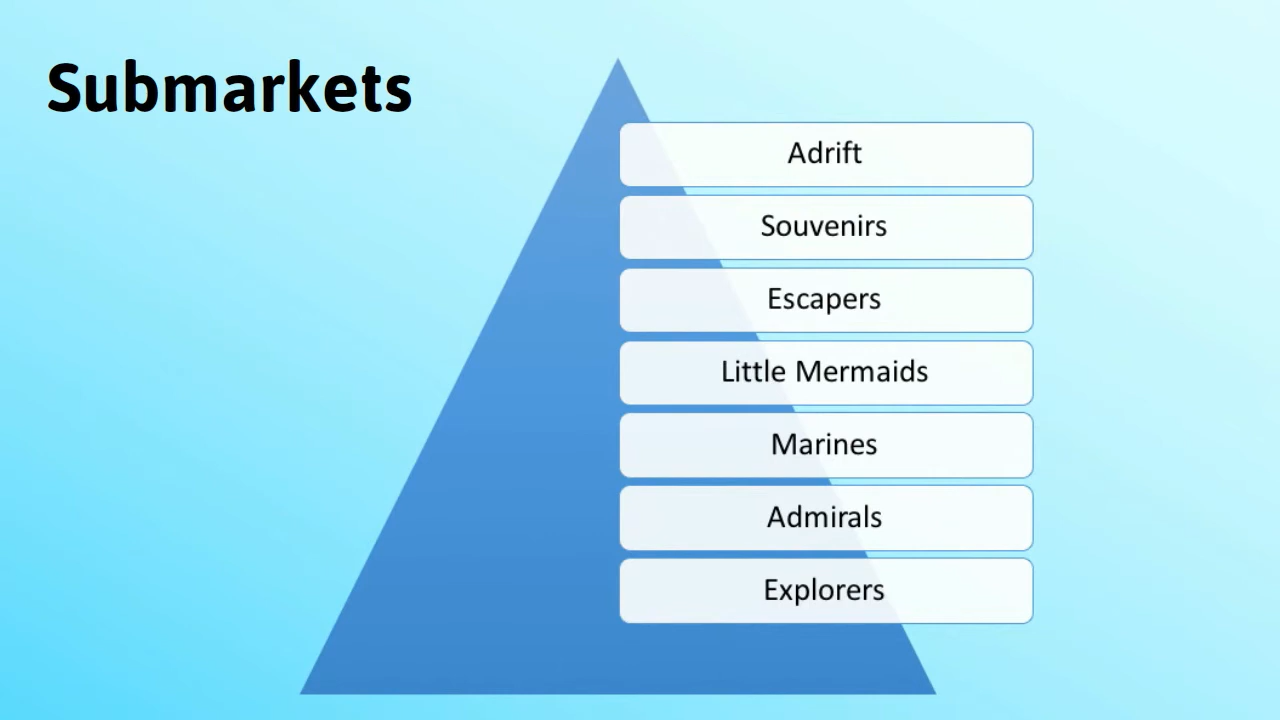 Submarkets
Adrift
Souvenirs
Escapers
Little Mermaids
Marines
Admirals
Explorers